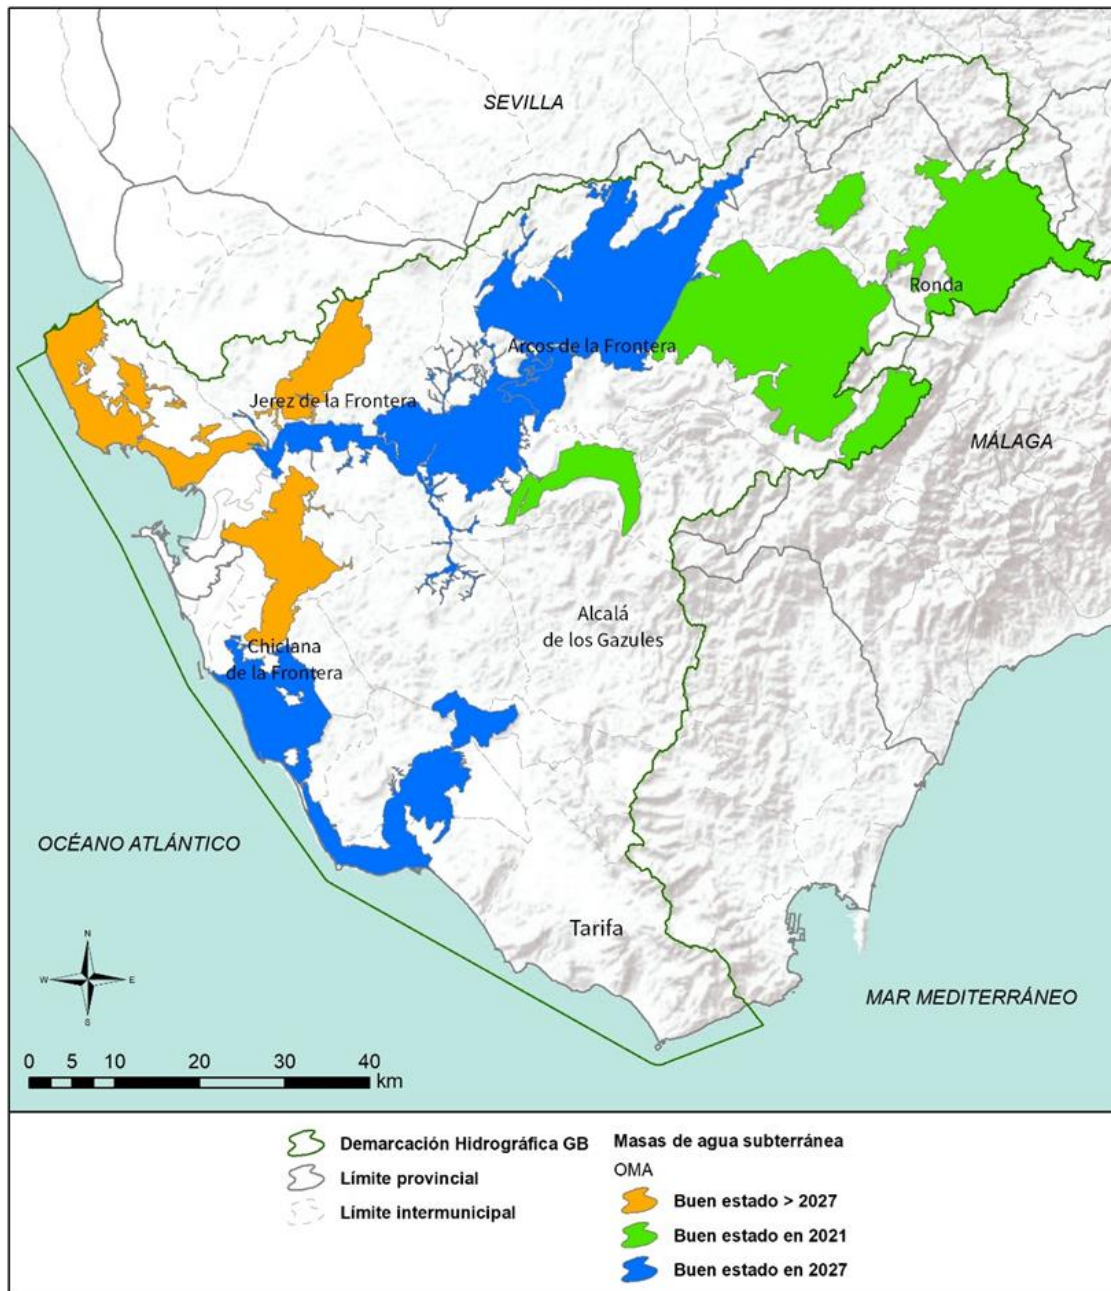 SEVILLA
Ronda
Arcos de la Frontera
Jerez de la Frontera
MÁLAGA
Alcalá
de los Gazules
Chiclana
de la Frontera
OCÉANO ATLÁNTICO
Tarifa
MAR MEDITERRÁNEO
N
W E
S
0 5 10 20 30 40
km
Demarcación Hidrográfica GB
Límite provincial
Límite intermunicipal
Masas de agua subterránea
OMA
Buen estado > 2027
Buen estado en 2021
Buen estado en 2027